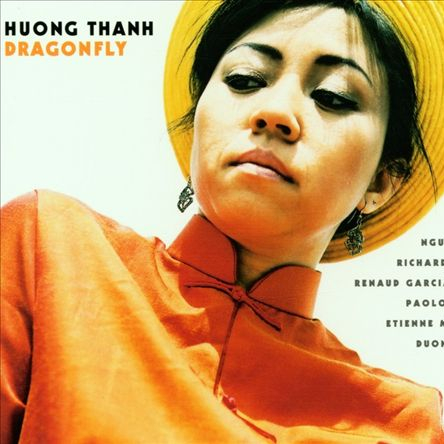 HUONG THANH
DRAGONFLY
NGU
RICHARD
RENAUD GARCIA
PAOLO
ETIENNE M
DUON